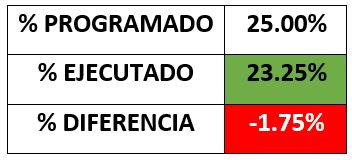 % PROGRAMADO 25.00%
% EJECUTADO 23.25%
% DIFERENCIA -1.75%